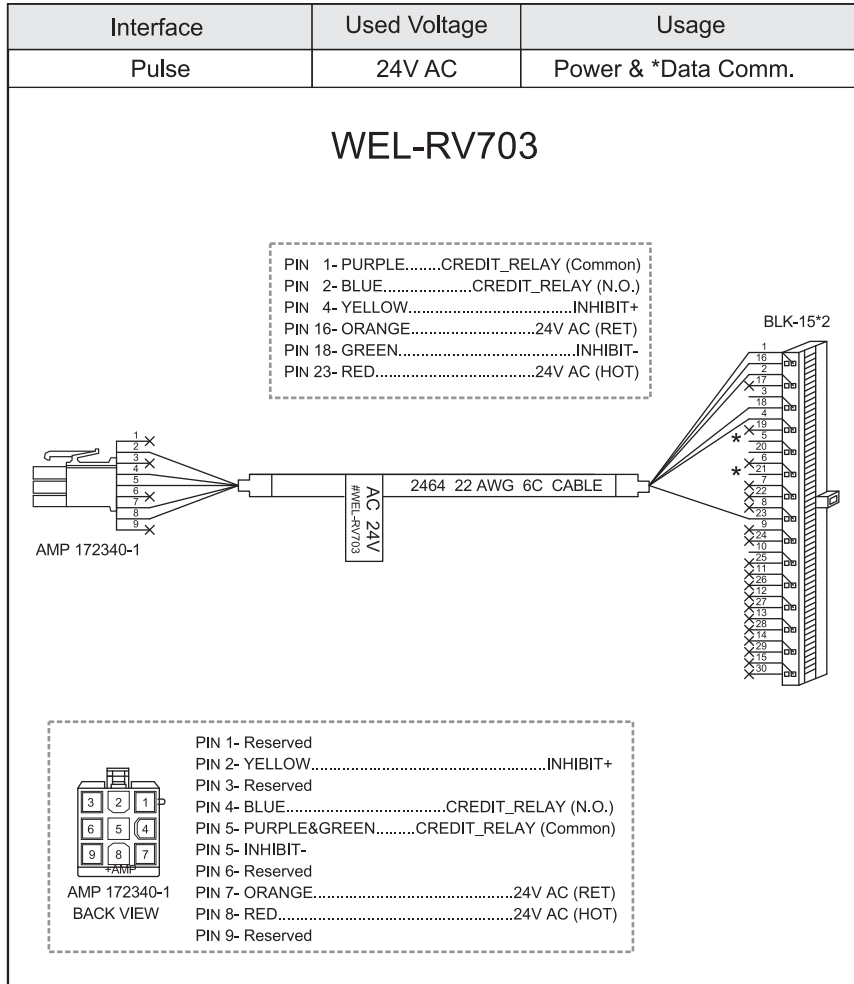 Interface Used Voltage Usage
Pulse 24V AC Power & *Data Comm.
WEL-RV703
PIN 1- PURPLE........CREDIT_RELAY (Common)
PIN 2- BLUE....................CREDIT_RELAY (N.O.)
PIN 4- YELLOW.....................................INHIBIT+
PIN 16- ORANGE............................24V AC (RET)
PIN 18- GREEN.......................................INHIBIT-
PIN 23- RED...................................24V AC (HOT)
BLK-15*2
1
16
2
17
3
18
4
19
* 5
20
6
* 21
7
22
8
23
9
24
10
25
11
26
12
27
13
28
14
29
15
30
1
2
3
4
5
6
7
8
9
AMP 172340-1
AC 24V
#WEL-RV703
2464 22 AWG 6C CABLE
3 2 1
6 5 4
9 8 7
+AMP
AMP 172340-1
BACK VIEW
PIN 1- Reserved
PIN 2- YELLOW....................................................INHIBIT+
PIN 3- Reserved
PIN 4- BLUE...................................CREDIT_RELAY (N.O.)
PIN 5- PURPLE&GREEN.........CREDIT_RELAY (Common)
PIN 5- INHIBIT-
PIN 6- Reserved
PIN 7- ORANGE............................................24V AC (RET)
PIN 8- RED....................................................24V AC (HOT)
PIN 9- Reserved